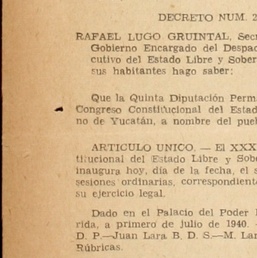 DECRETO NUM. 2
RAFAEL LUGO GRUINTAL, Sec
Gobierno Encargado del Despac
cutivo del Estado Libre y Sober
sus habitantes hago saber:
Que la Quinta Diputación Perm
Congreso Constitucional del Estad
no de Yucatán, a nombre del pueb
ARTICULO UNICO. — El XXX
titucional del Estado Libre y Sobe
inaugura hoy, día de la fecha, el s
sesiones ordinarias, correspondient
su ejercicio legal.
Dado en el Palacio del Poder L
rida, a primero de julio de 1940. —
D. P.—Juan Lara B, D. S.—M. Lar
Rúbricas.